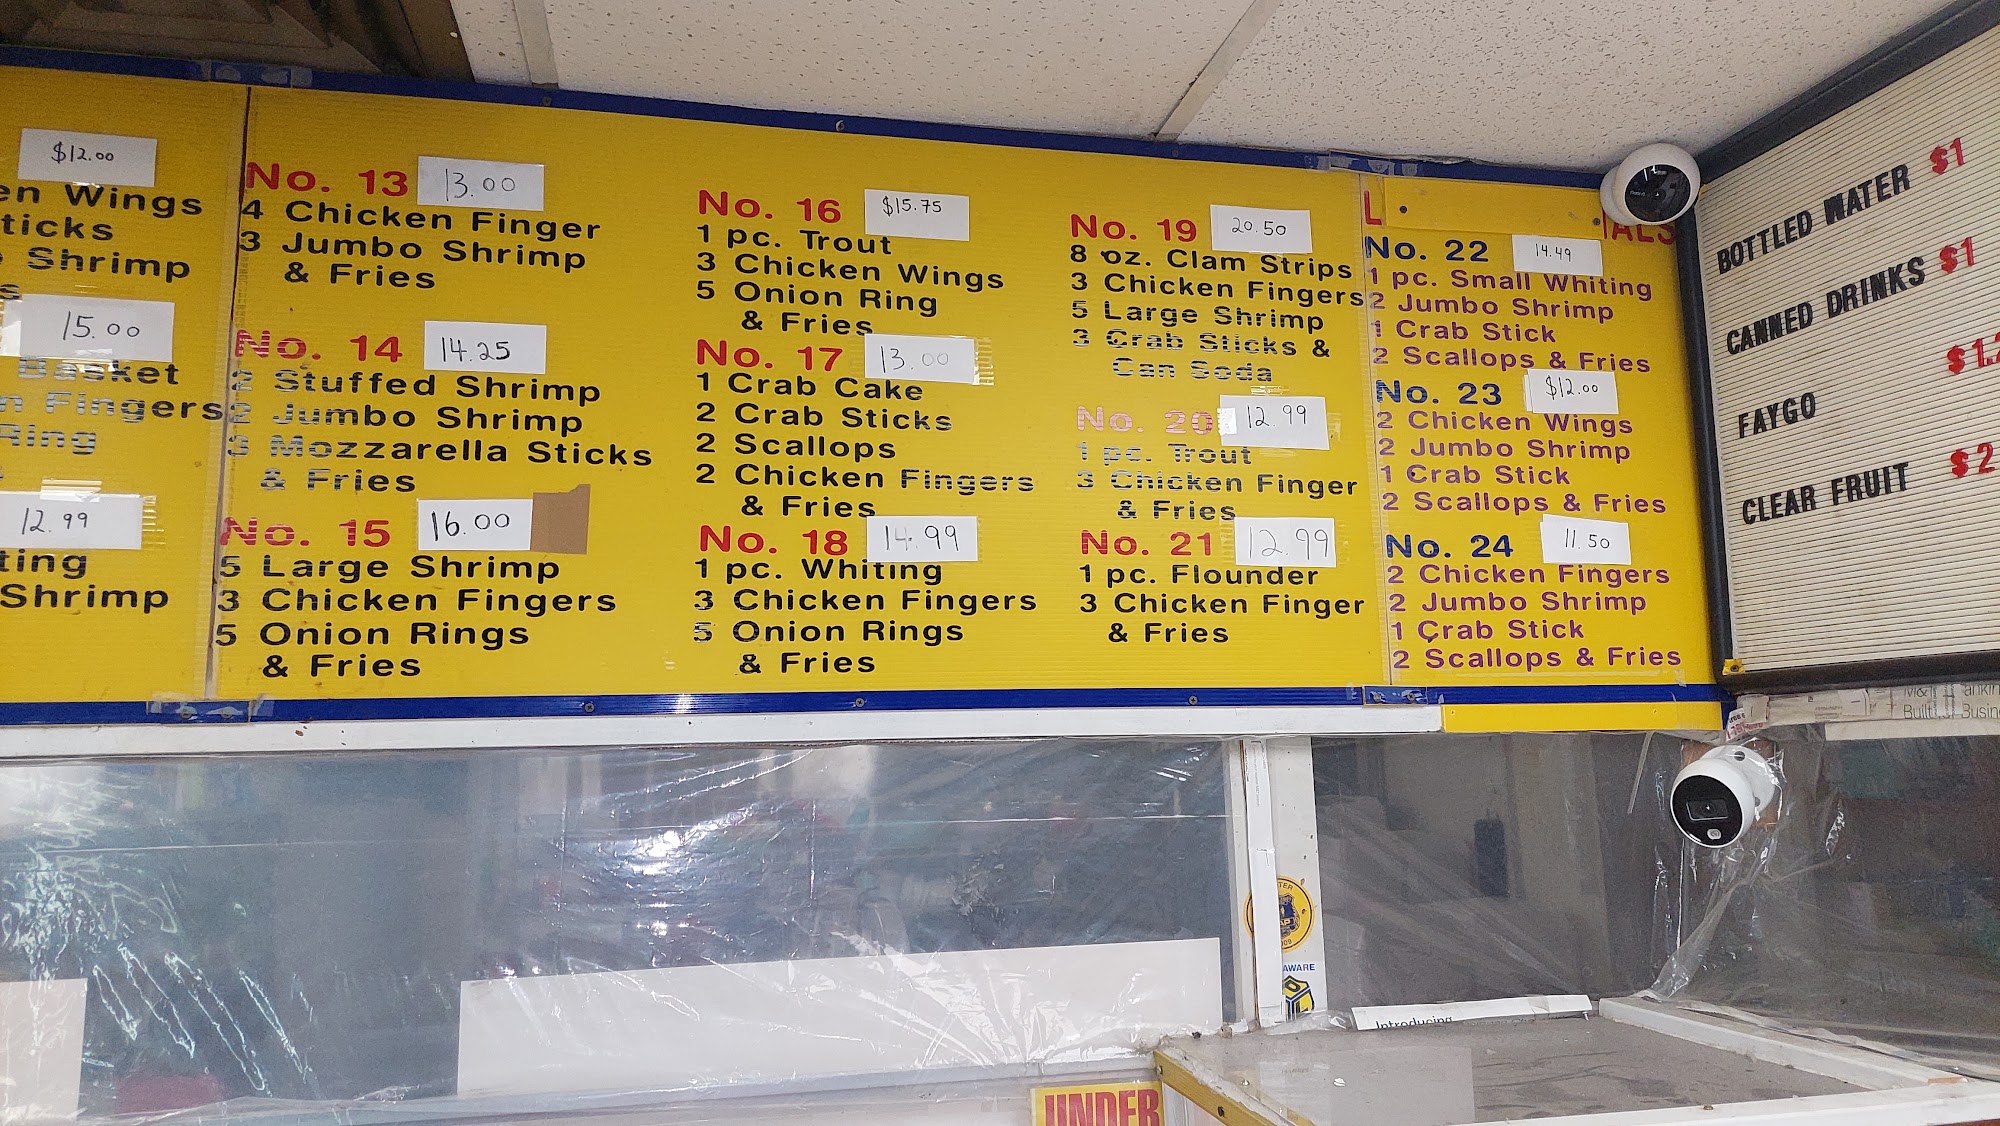 $12.00
Wings
Shrimp
15.00
Basket
Fingers
12.99
Shrimp
No. 13 13.00
4 Chicken Finger
3 Jumbo Shrimp
& Fries
No. 14 14.25
2 Stuffed Shrimp
2 Jumbo Shrimp
3 Mozzarella Sticks
& Fries
No. 15 16.00
5 Large Shrimp
3 Chicken Fingers
5 Onion Rings
& Fries
No. 16 $15.75
1 pc. Trout
3 Chicken Wings
5 Onion Ring
& Fries
No. 17 13.00
1 Crab Cake
2 Crab Sticks
2 Scallops
2 Chicken Fingers
& Fries
No. 18 14.99
1 pc. Whiting
3 Chicken Fingers
5 Onion Rings
& Fries
No. 19 20.50
8 oz. Clam Strips
3 Chicken Fingers
5 Large Shrimp
3 Crab Sticks &
Can Soda
No. 20 12.99
1 pc. Trout
3 Chicken Finger
& Fries
No. 21 12.99
1 pc. Flounder
3 Chicken Finger
& Fries
No. 22 14.49
1 pc. Small Whiting
2 Jumbo Shrimp
1 Crab Stick
2 Scallops & Fries
No. 23 $12.00
2 Chicken Wings
2 Jumbo Shrimp
1 Crab Stick
2 Scallops & Fries
No. 24 11.50
2 Chicken Fingers
2 Jumbo Shrimp
1 Crab Stick
2 Scallops & Fries
BOTTLED WATER $1
CANNED DRINKS $1
FAYGO
CLEAR FRUIT $2
Introducing
UNDER